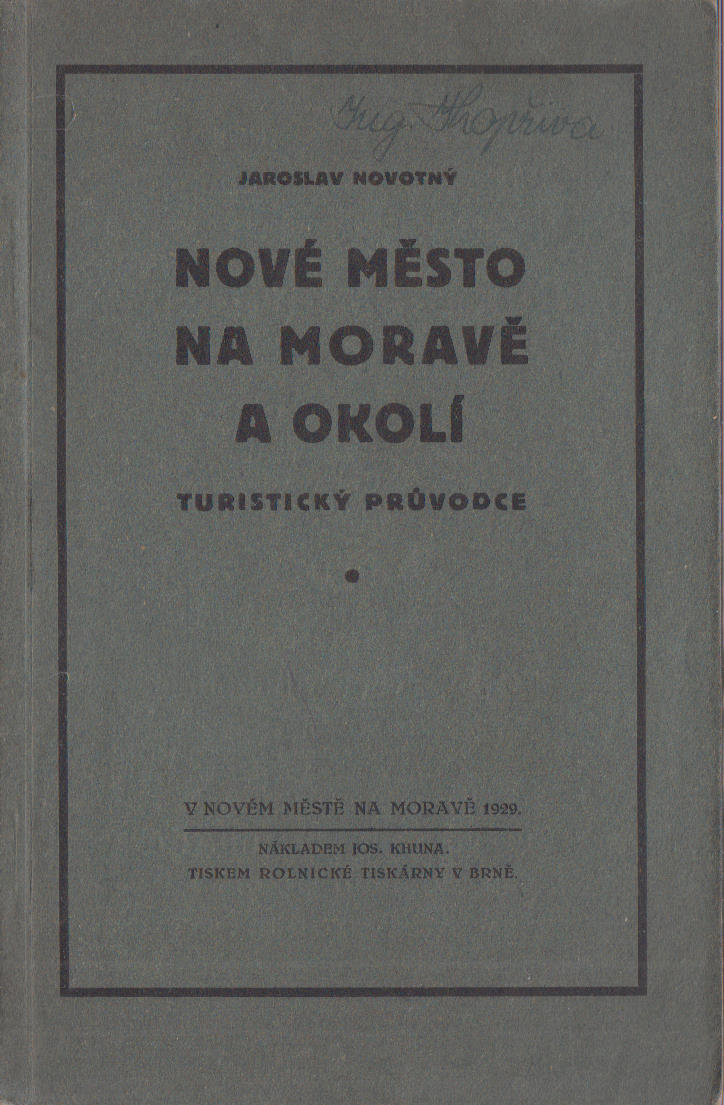 Ing. Khopřiva
JAROSLAV NOVOTNÝ
NOVÉ MĚSTO
NA MORAVĚ
A OKOLÍ
TURISTICKÝ PRŮVODCE
V NOVÉM MĚSTĚ NA MORAVĚ 1929.
NÁKLADEM JOS. KHUNA.
TISKEM ROLNICKÉ TISKÁRNY V BRNĚ.